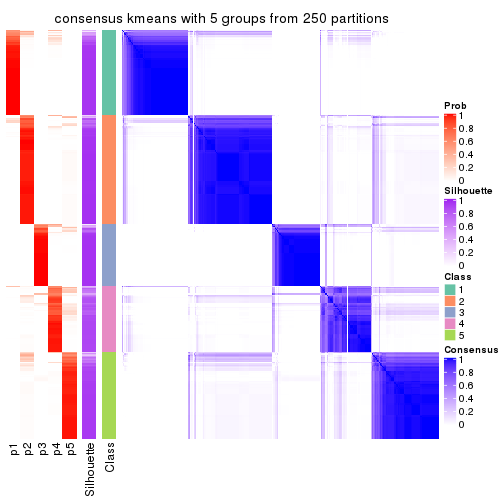 consensus kmeans with 5 groups from 250 partitions
Prob
1
0.8
0.6
0.4
0.2
0
Silhouette
1
0.8
0.6
0.4
0.2
0
Class
1
2
3
4
5
Consensus
1
0.8
0.6
0.4
0.2
0
p1
p2
p3
p4
p5
Silhouette
Class